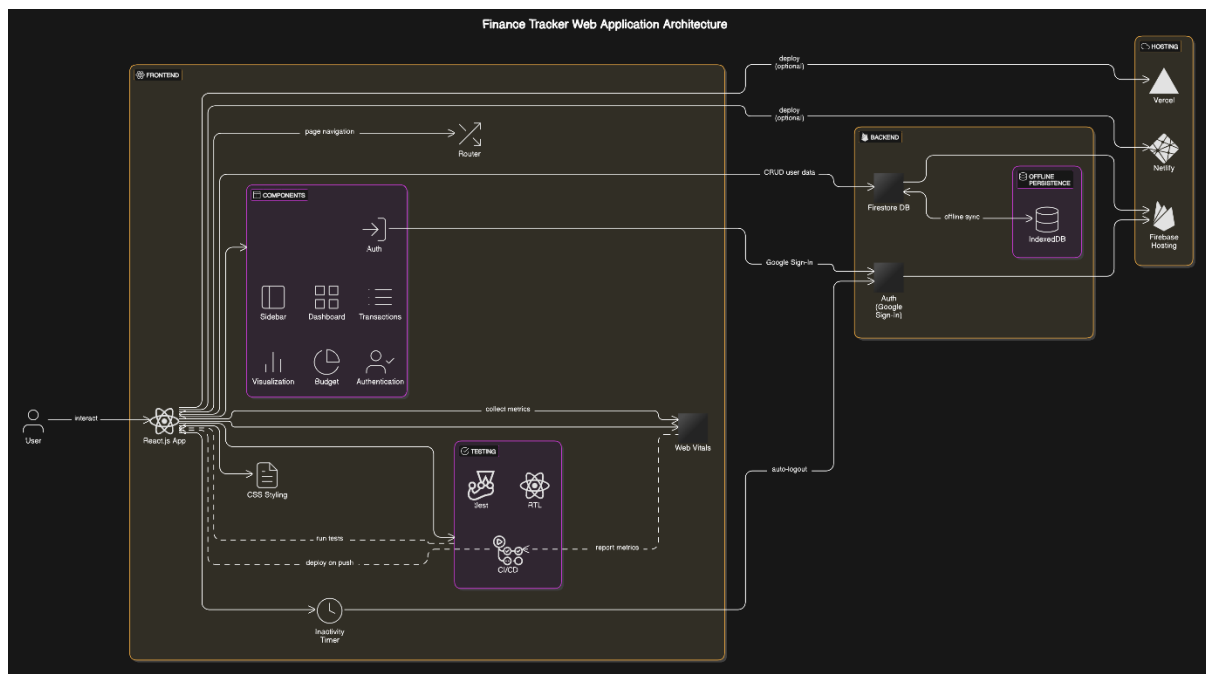 Finance Tracker Web Application Architecture
HOSTING
deploy
(optional)
FRONTEND
Vercel
deploy
(optional)
page navigation
Router
BACKEND
Netlify
CRUD user data
OFFLINE
PERSISTENCE
COMPONENTS
Firestore DB
offline sync
IndexedDB
Firebase
Hosting
Auth
Google Sign-In
Auth
(Google
Sign-in)
Sidebar
Dashboard
Transactions
Visualization
Budget
Authentication
interact
User
React.js App
collect metrics
Web Vitals
TESTING
auto-logout
CSS Styling
Jest
RTL
run tests
report metrics
deploy on push
CI/CD
Inactivity
Timer